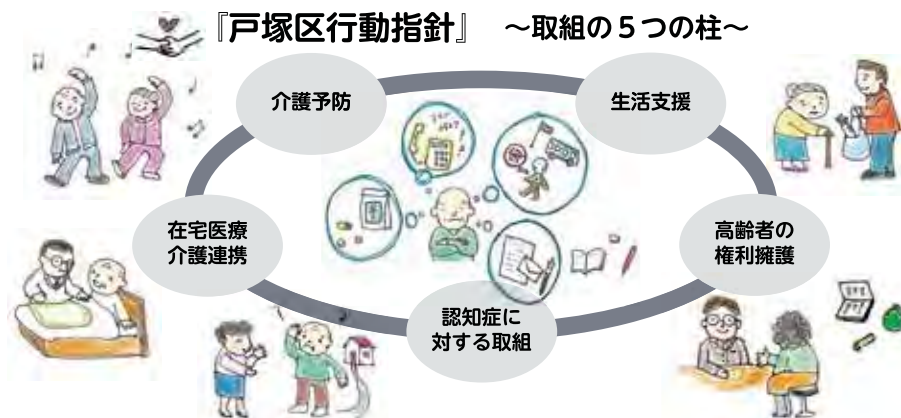 『戸塚区行動指針』 ～取組の５つの柱～
介護予防
生活支援
在宅医療
介護連携
高齢者の
権利擁護
認知症に
対する取組